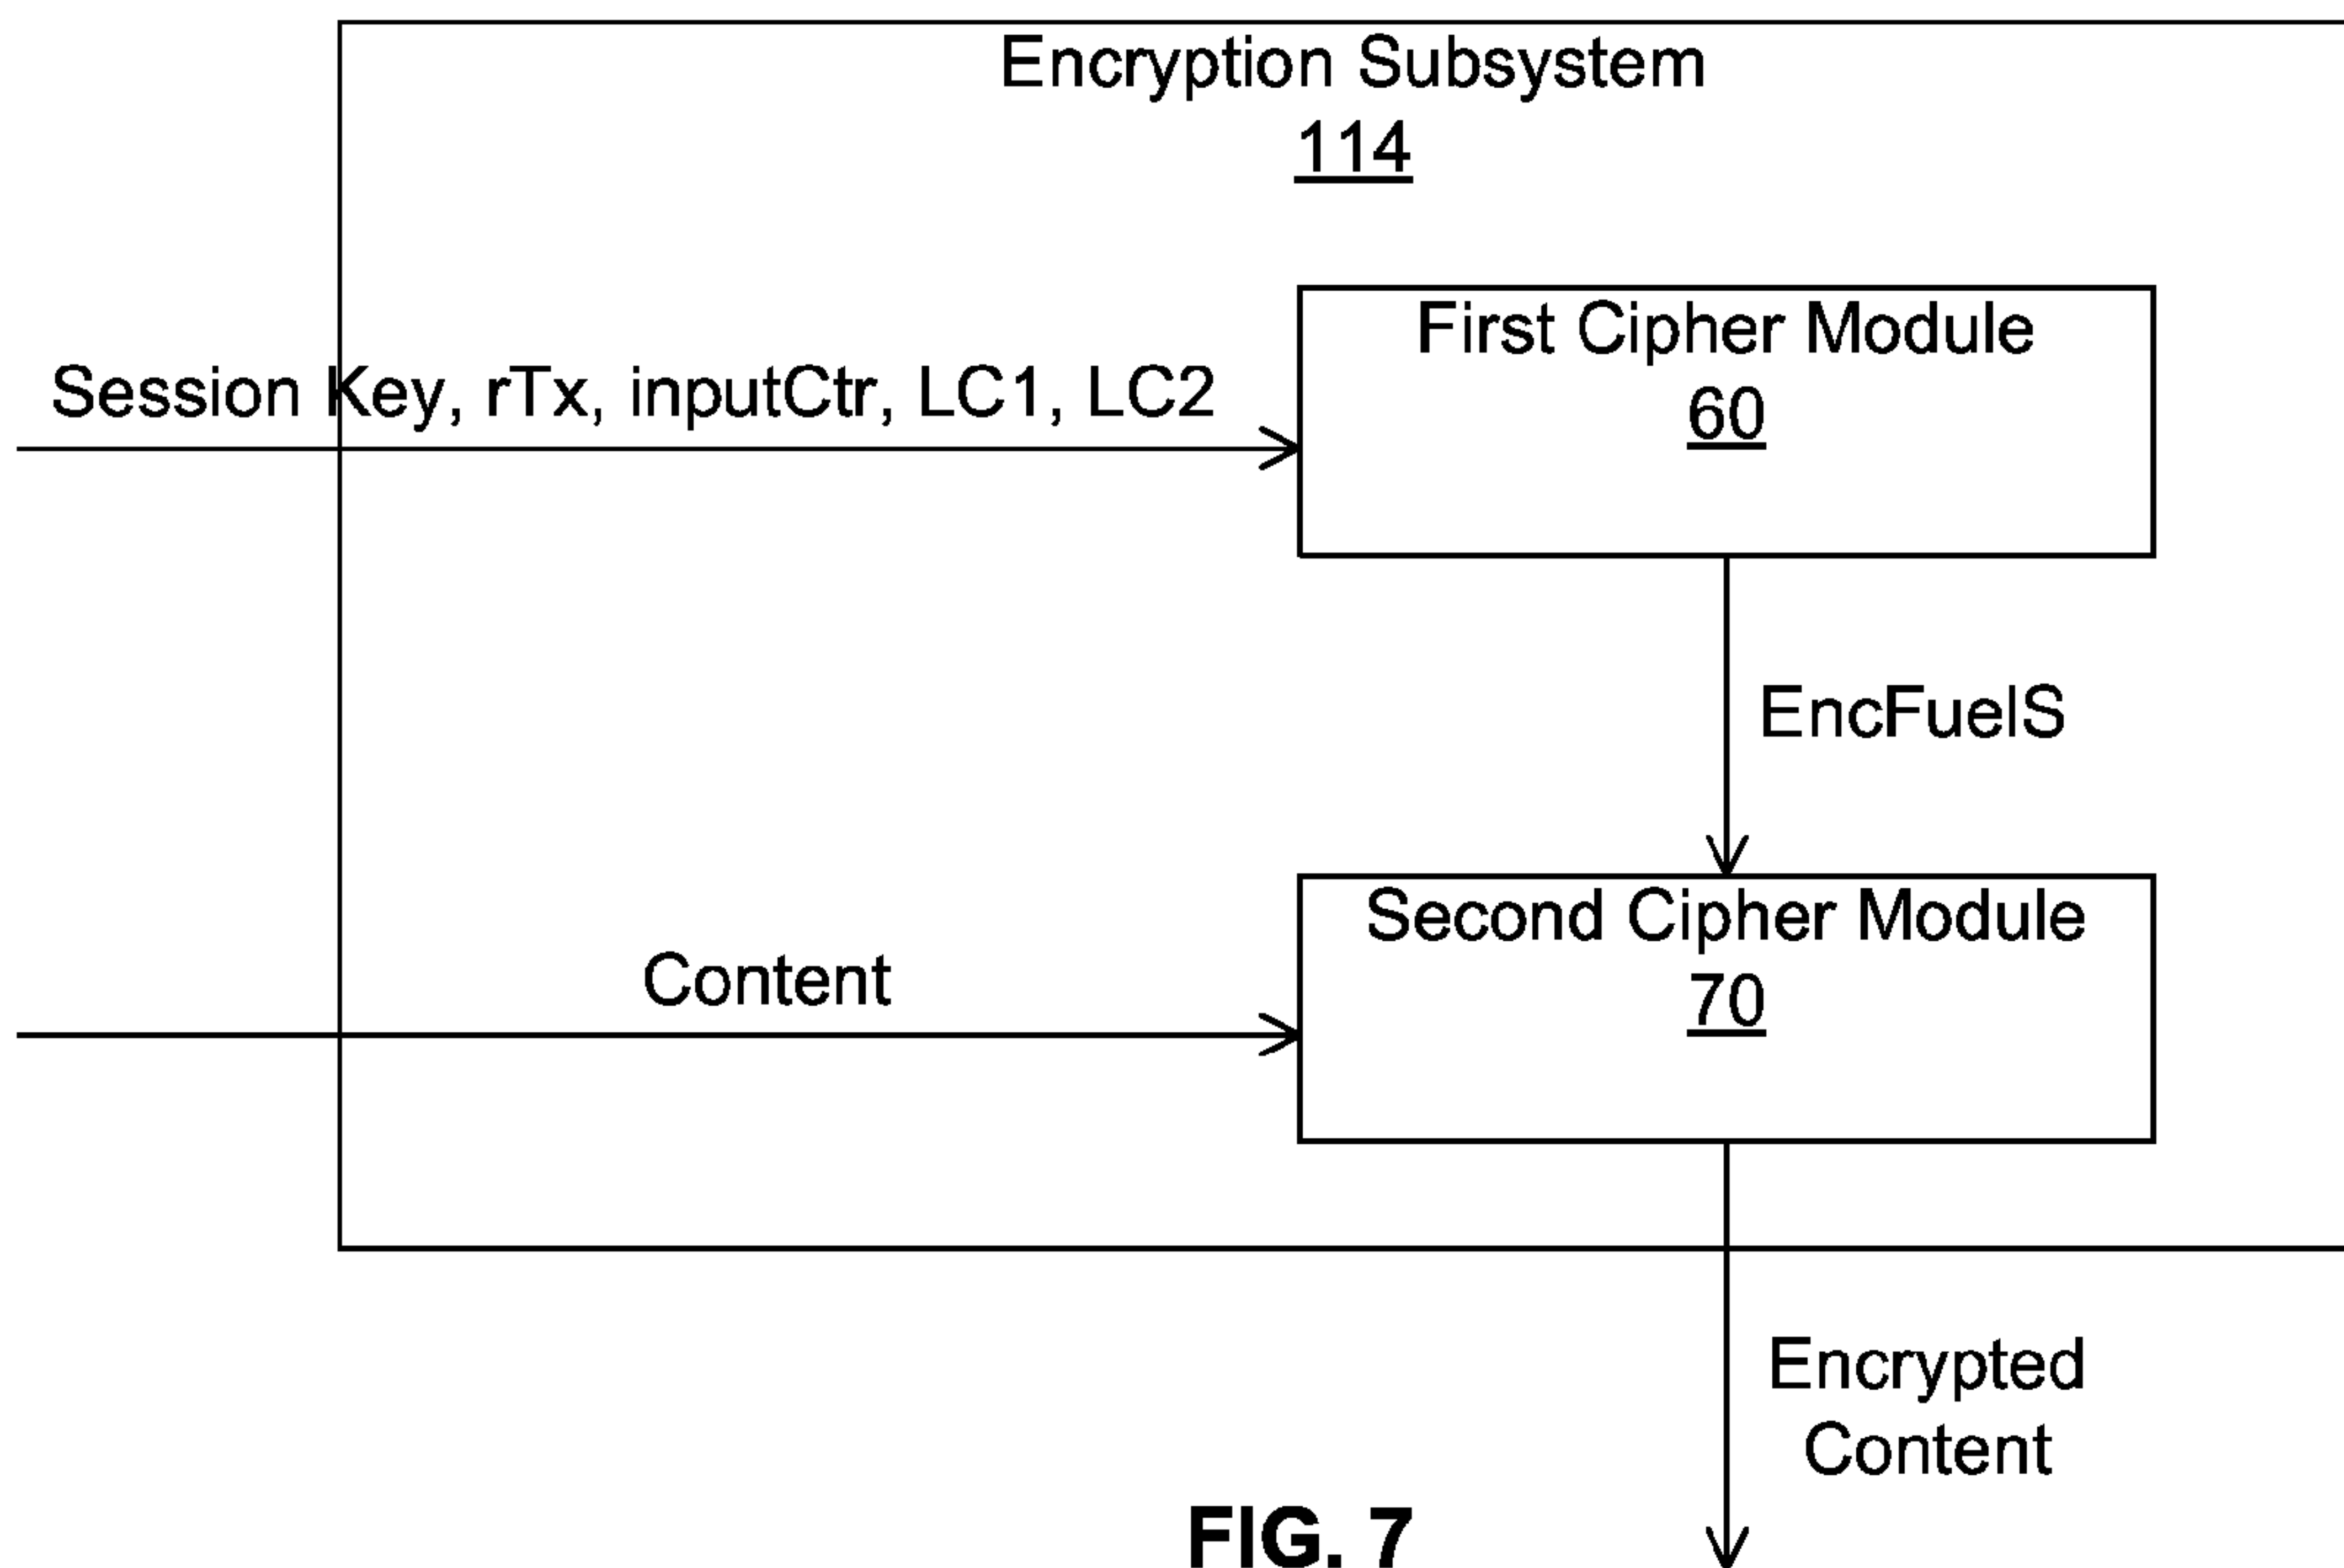 Encryption Subsystem
114
First Cipher Module
60
Session Key, rTx, inputCtr, LC1, LC2
EncFuelS
Second Cipher Module
70
Content
Encrypted
Content
FIG. 7